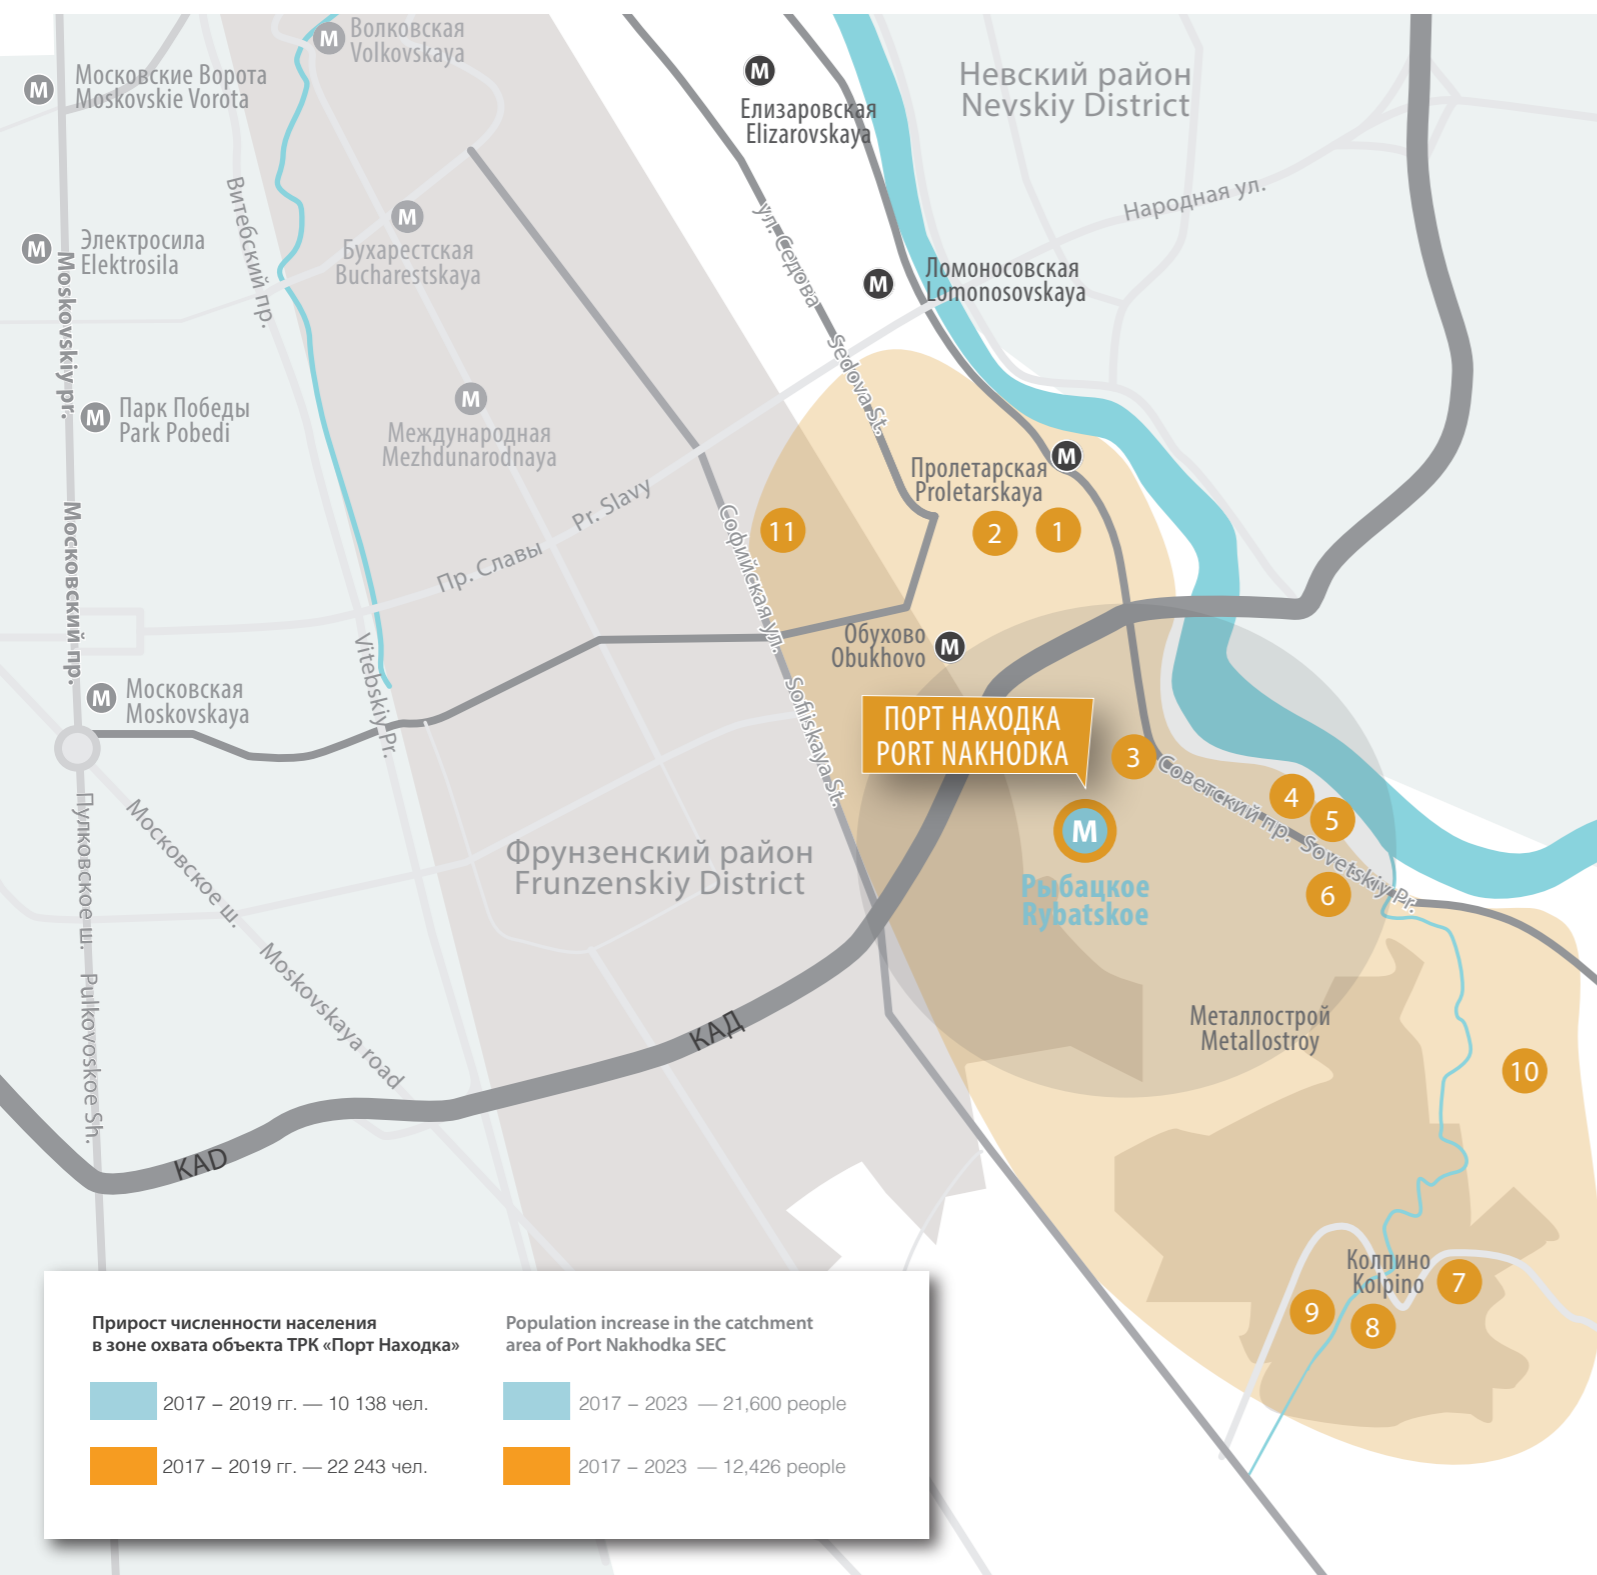 Волковская
Volkovskaya
М
Московские Ворота
Moskovskie Vorota
М
М
Елизаровская
Elizarovskaya
Невский район
Nevskiy District
Народная ул.
Витебский пр.
М
Бухарестская
Bucharestskaya
М
Электросила
Elektrosila
Moskovskiy pr.
ул. Седова
Sedova St.
М
Ломоносовская
Lomonosovskaya
М
Парк Победы
Park Pobedi
М
Международная
Mezhdunarodnaya
Пр. Славы
Pr. Slavy
Софийская ул.
Sofiiskaya St.
11
М
Пролетарская
Proletarskaya
2
1
Московский пр.
Vitebskiy Pr.
М
Московская
Moskovskaya
Обухово
Obukhovo
М
ПОРТ НАХОДКА
PORT NAKHODKA
3
Советский пр.
Sovetskiy Pr.
4
5
6
М
Рыбацкое
Rybatskoe
Фрунзенский район
Frunzenskiy District
Пулковское ш.
Pulkovoskoe Sh.
Московское ш.
Moskovskaya road
КАД
KAD
Металлострой
Metallostroy
10
Колпино
Kolpino
7
8
9
Прирост численности населения
в зоне охвата объекта ТРК «Порт Находка»
2017 – 2019 гг. — 10 138 чел.
2017 – 2019 гг. — 22 243 чел.
Population increase in the catchment
area of Port Nakhodka SEC
2017 – 2023 — 21,600 people
2017 – 2023 — 12,426 people